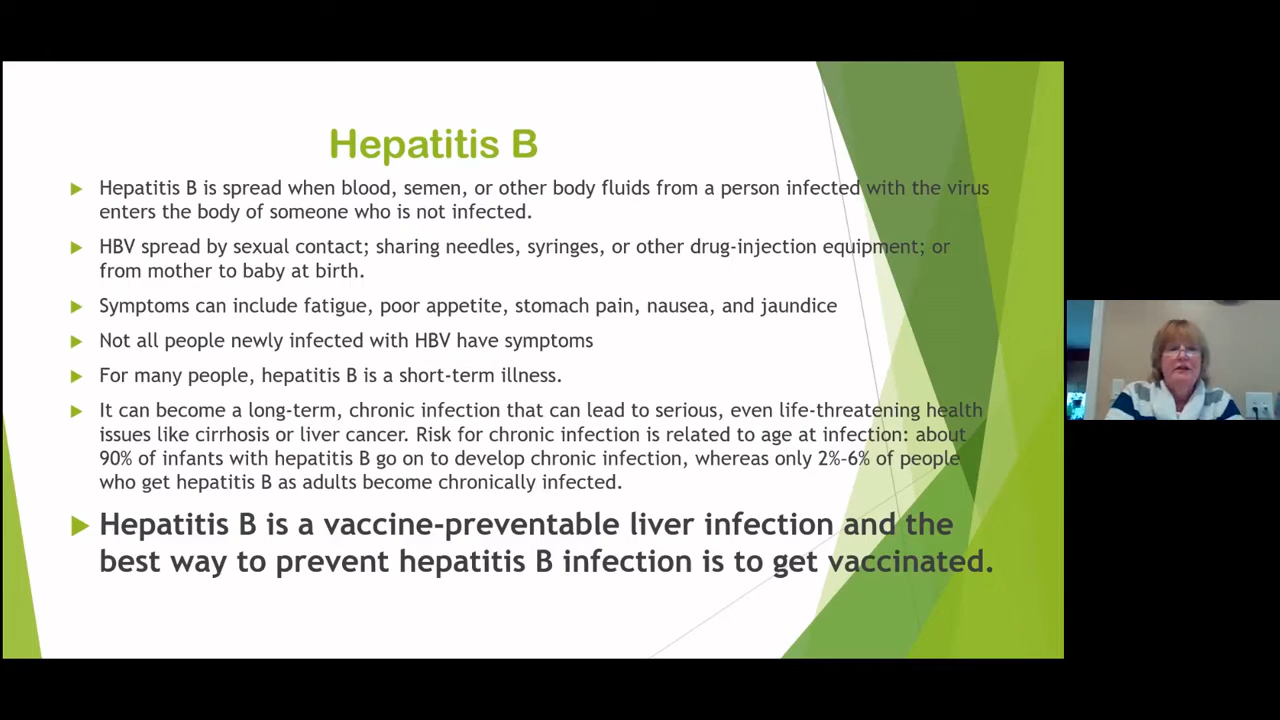 Hepatitis B
Hepatitis B is spread when blood, semen, or other body fluids from a person infected with the virus
enters the body of someone who is not infected.
HBV spread by sexual contact; sharing needles, syringes, or other drug-injection equipment; or
from mother to baby at birth.
Symptoms can include fatigue, poor appetite, stomach pain, nausea, and jaundice
Not all people newly infected with HBV have symptoms
For many people, hepatitis B is a short-term illness.
It can become a long-term, chronic infection that can lead to serious, even life-threatening health
issues like cirrhosis or liver cancer. Risk for chronic infection is related to age at infection: about
90% of infants with hepatitis B go on to develop chronic infection, whereas only 2%-6% of people
who get hepatitis B as adults become chronically infected.
Hepatitis B is a vaccine-preventable liver infection and the
best way to prevent hepatitis B infection is to get vaccinated.